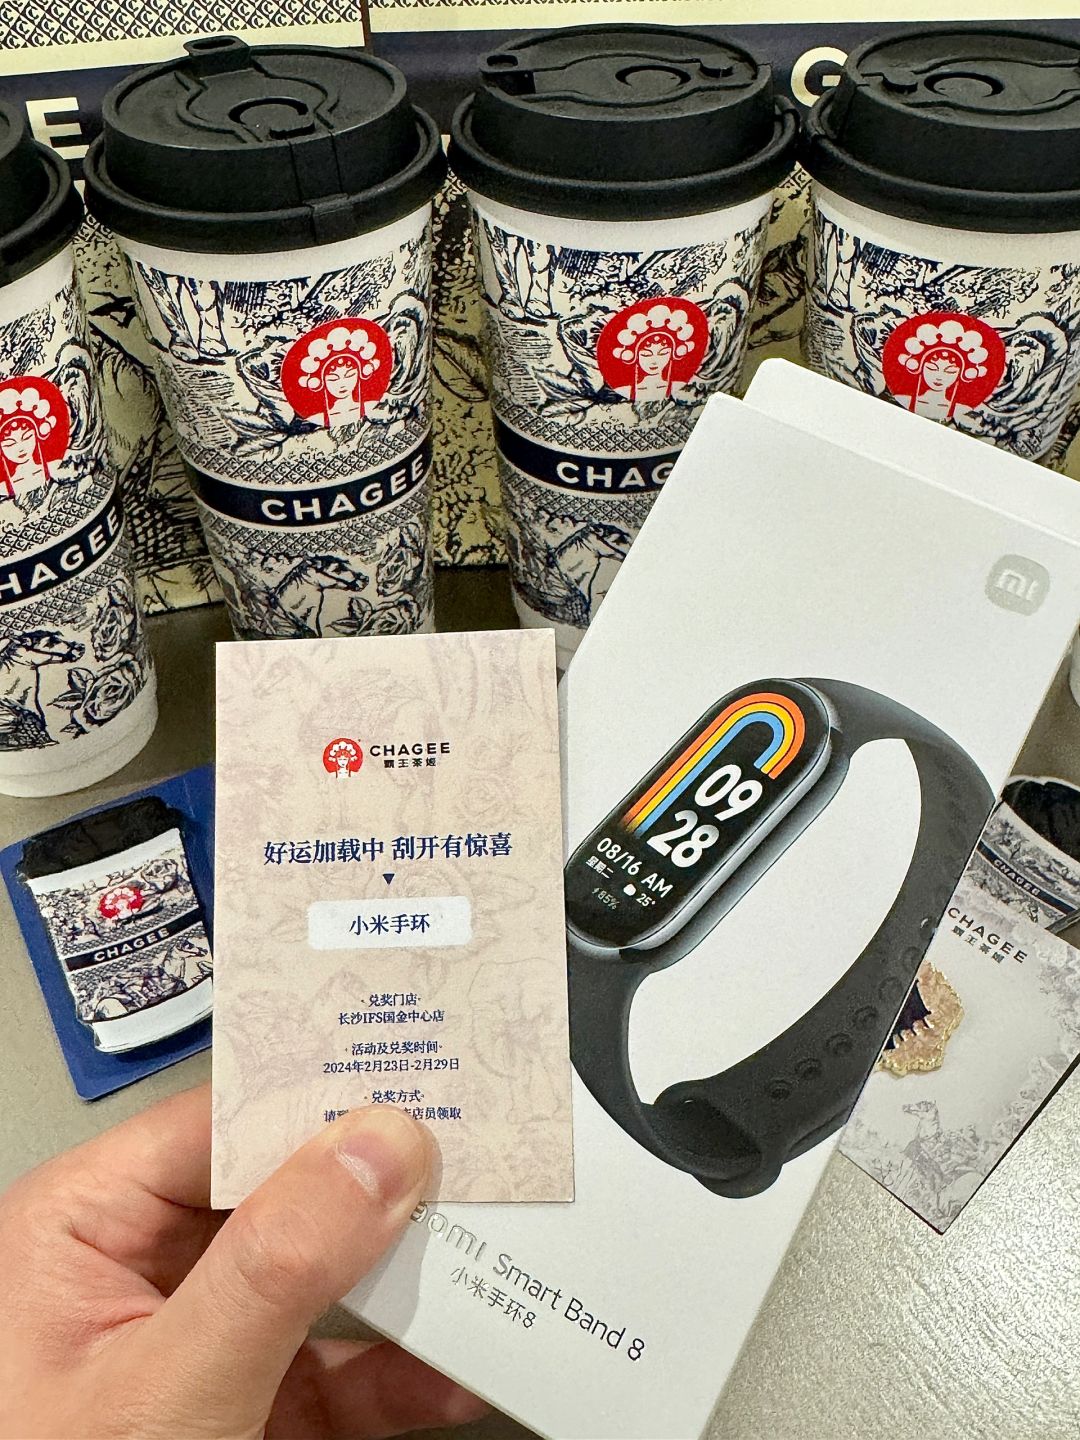 E
G
CHAGEE
CHAG
HAGEE
mi
CHAGEE
霸王茶姬
好运加载中 刮开有惊喜
小米手环
·兑奖门店·
长沙IFS国金中心店
·活动及兑奖时间·
2024年2月23日-2月29日
·兑奖方式·
店员领取
09
28
08/16 AM
星期二
85%
25°
Smart Band 8
小米手环8
CHAGEE
CHAGEE
CHAGEE
霸王茶姬